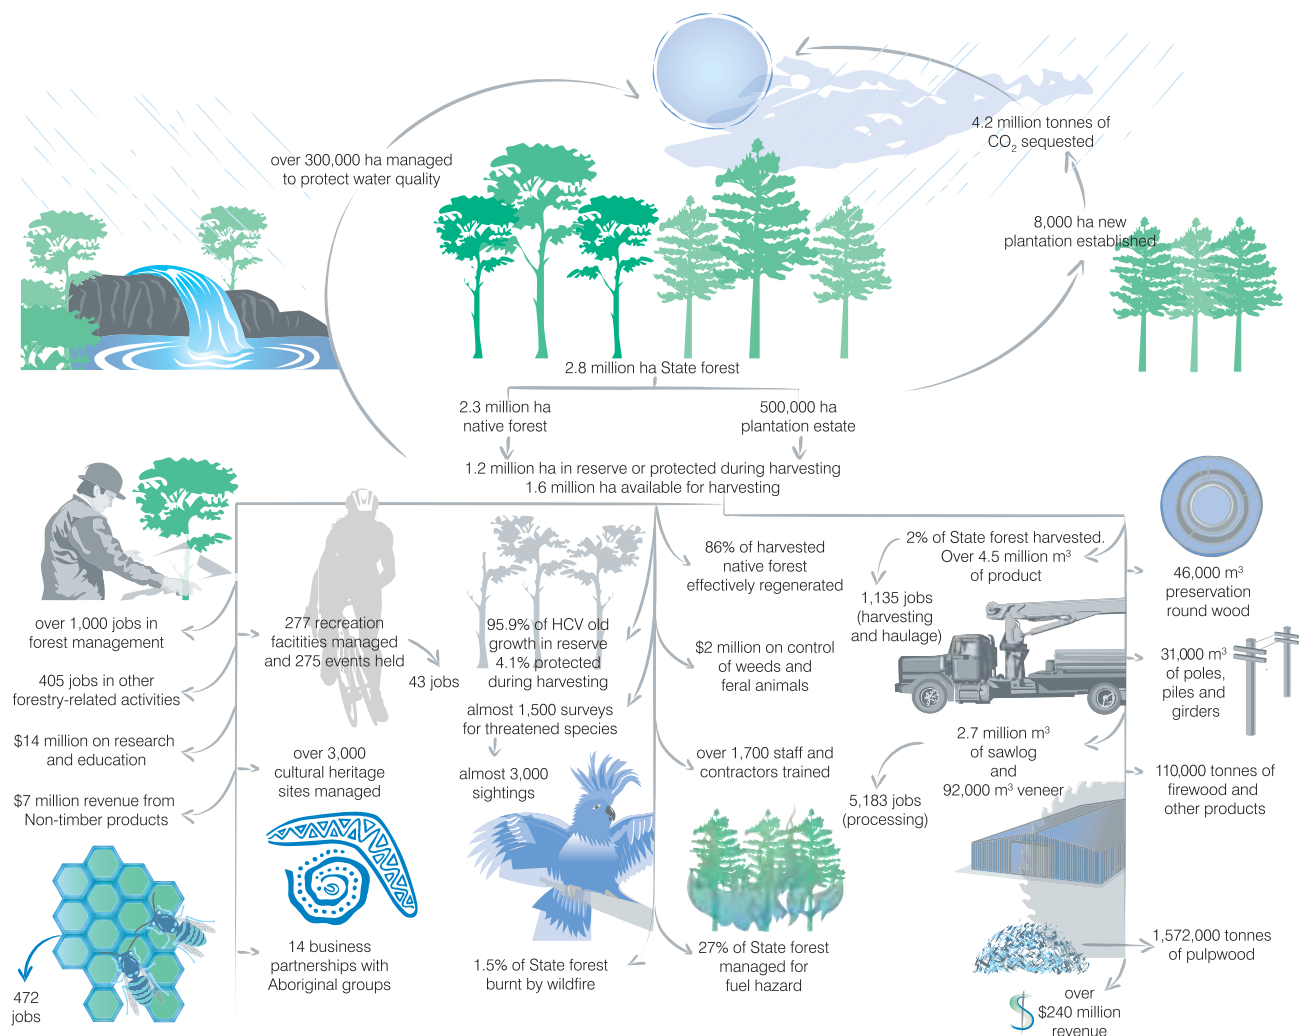 over 300,000 ha managed
to protect water quality
4.2 million tonnes of
CO2 sequested
8,000 ha new
plantation established
2.8 million ha State forest
2.3 million ha
native forest
500,000 ha
plantation estate
1.2 million ha in reserve or protected during harvesting
1.6 million ha available for harvesting
over 1,000 jobs in
forest management
405 jobs in other
forestry-related activities
$14 million on research
and education
$7 million revenue from
Non-timber products
472
jobs
277 recreation
facitities managed
and 275 events held
43 jobs
over 3,000
cultural heritage
sites managed
14 business
partnerships with
Aboriginal groups
95.9% of HCV old
growth in reserve
4.1% protected
during harvesting
almost 1,500 surveys
for threatened species
almost 3,000
sightings
1.5% of State forest
burnt by wildfire
86% of harvested
native forest
effectively regenerated
$2 million on control
of weeds and
feral animals
over 1,700 staff and
contractors trained
27% of State forest
managed for
fuel hazard
2% of State forest harvested.
Over 4.5 million m³
of product
1,135 jobs
(harvesting
and haulage)
2.7 million m³
of sawlog
and
92,000 m³ veneer
5,183 jobs
(processing)
46,000 m³
preservation
round wood
31,000 m³
of poles,
piles and
girders
110,000 tonnes of
firewood and
other products
1,572,000 tonnes
of pulpwood
$
over
$240 million
revenue